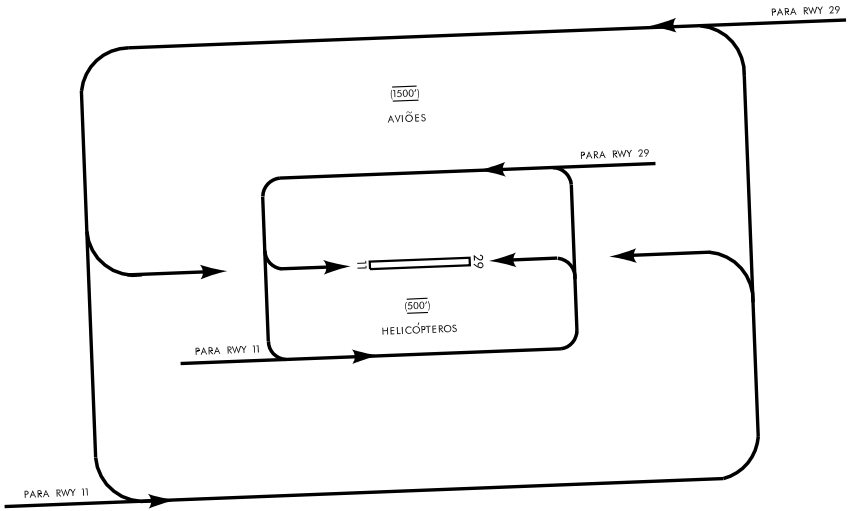 PARA RWY 29
(1500')
AVIÕES
PARA RWY 29
11
29
(500')
HELICÓPTEROS
PARA RWY 11
PARA RWY 11